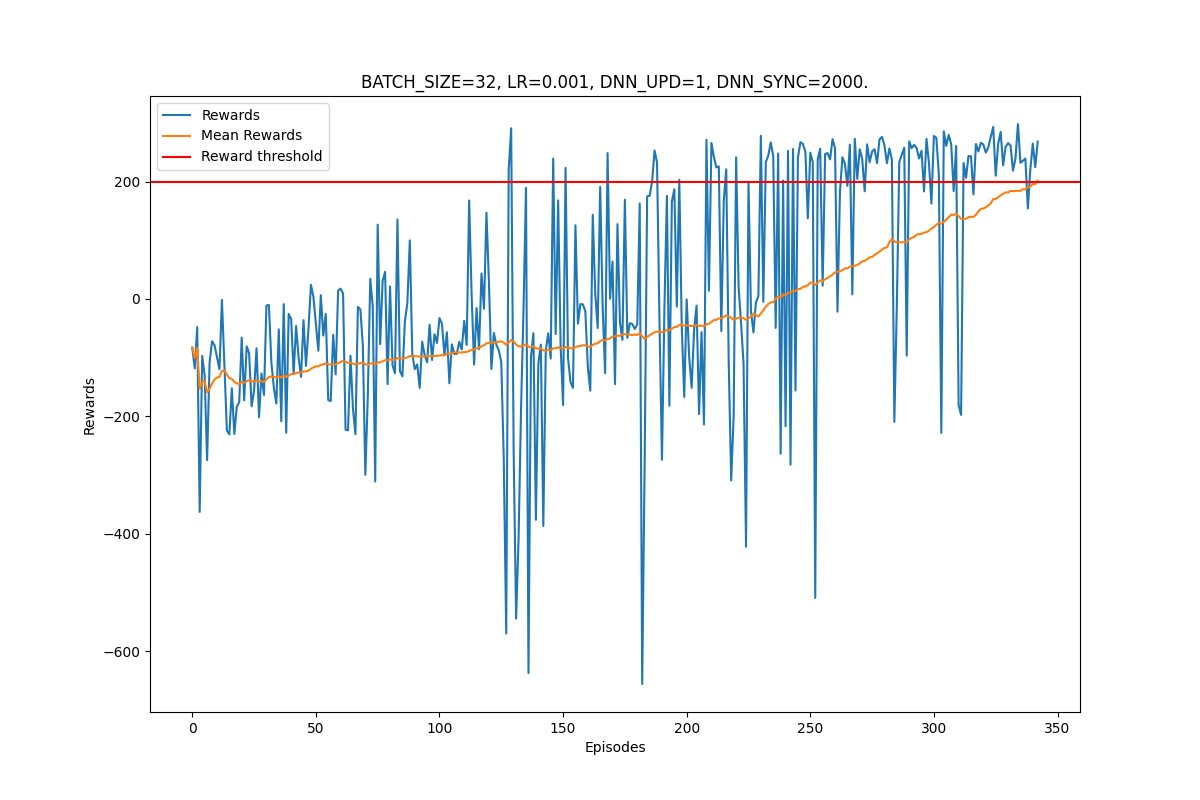 BATCH_SIZE=32, LR=0.001, DNN_UPD=1, DNN_SYNC=2000.
Rewards
Mean Rewards
Reward threshold
Rewards
200
0
−200
−400
−600
0 50 100 150 200 250 300 350
Episodes